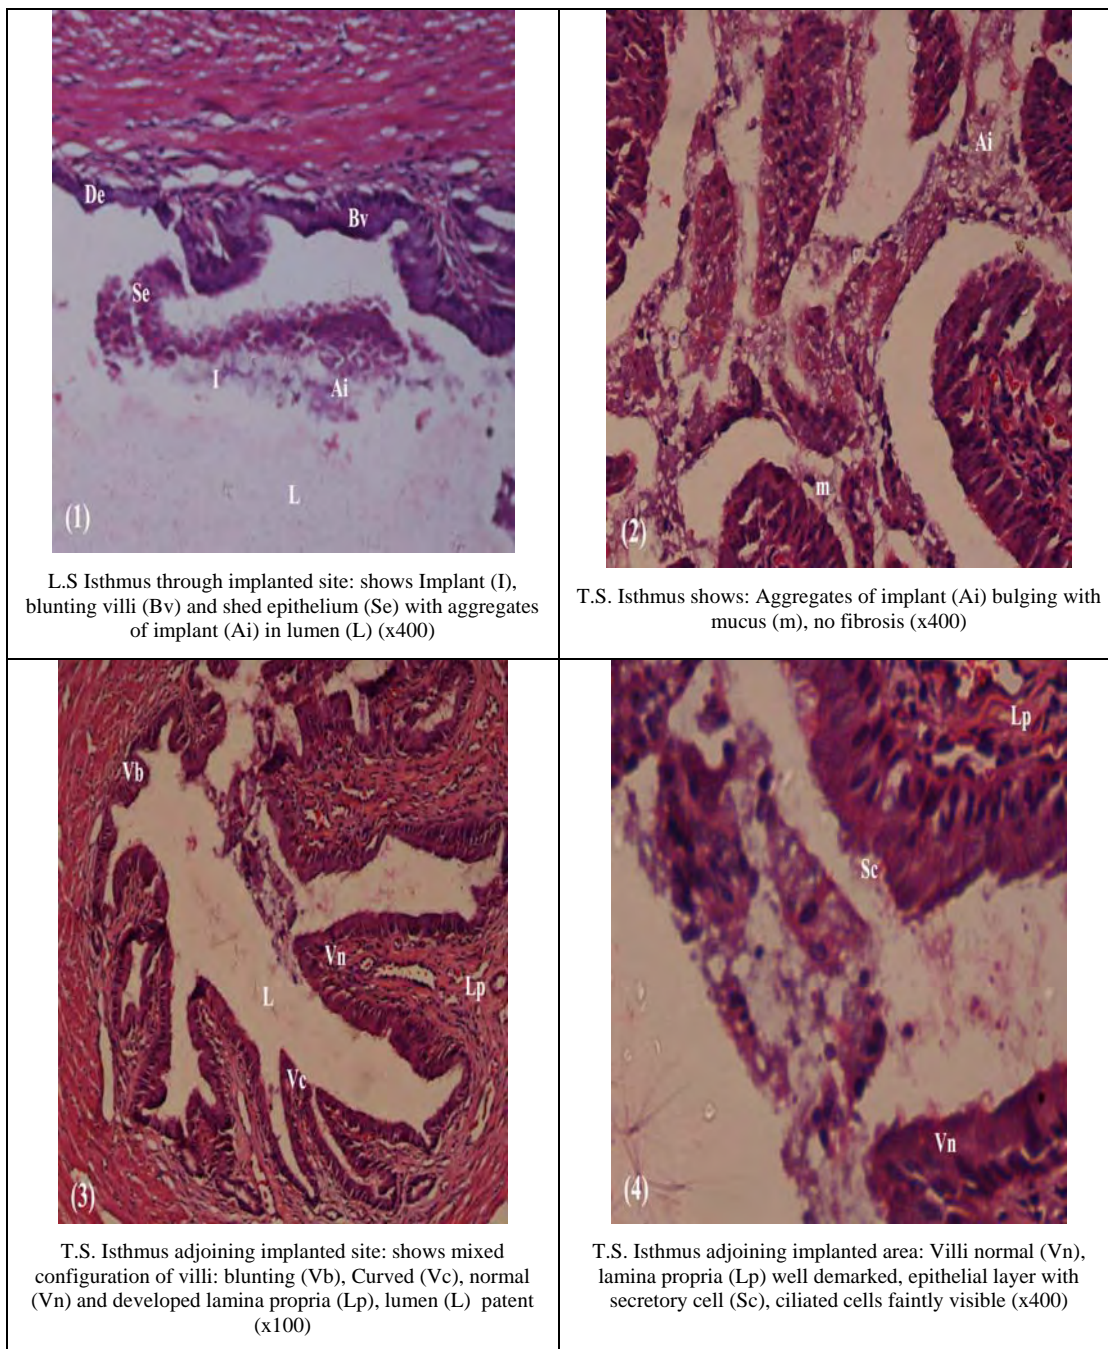 De
Bv
Se
I
Ai
L
(1)
L.S Isthmus through implanted site: shows Implant (I),
blunting villi (Bv) and shed epithelium (Se) with aggregates
of implant (Ai) in lumen (L) (x400)
Ai
m
(2)
T.S. Isthmus shows: Aggregates of implant (Ai) bulging with
mucus (m), no fibrosis (x400)
Vb
Vn
Lp
L
Vc
(3)
T.S. Isthmus adjoining implanted site: shows mixed
configuration of villi: blunting (Vb), Curved (Vc), normal
(Vn) and developed lamina propria (Lp), lumen (L) patent
(x100)
Lp
Sc
Vn
(4)
T.S. Isthmus adjoining implanted area: Villi normal (Vn),
lamina propria (Lp) well demarked, epithelial layer with
secretory cell (Sc), ciliated cells faintly visible (x400)